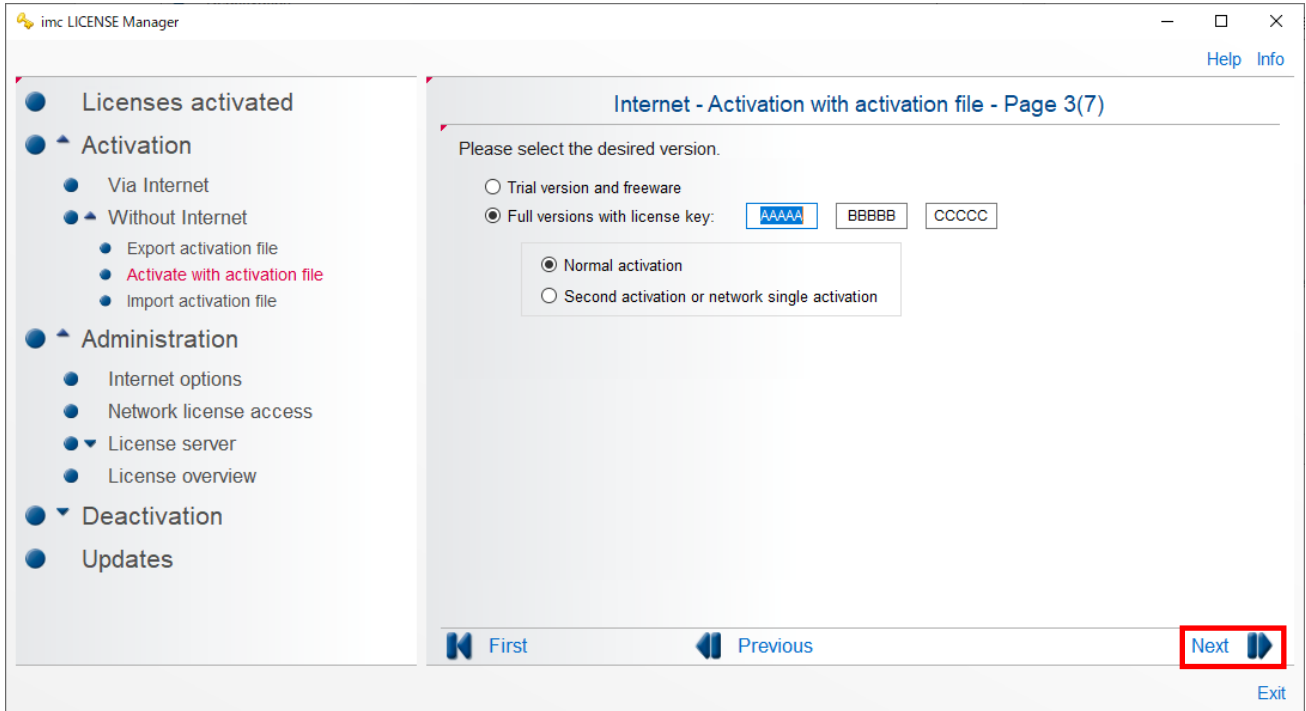 imc LICENSE Manager
Help Info
Licenses activated
Activation
Via Internet
Without Internet
Export activation file
Activate with activation file
Import activation file
Administration
Internet options
Network license access
License server
License overview
Deactivation
Updates
Internet - Activation with activation file - Page 3(7)
Please select the desired version.
Trial version and freeware
Full versions with license key: AAAAA BBBBB CCCCC
Normal activation
Second activation or network single activation
First Previous Next
Exit